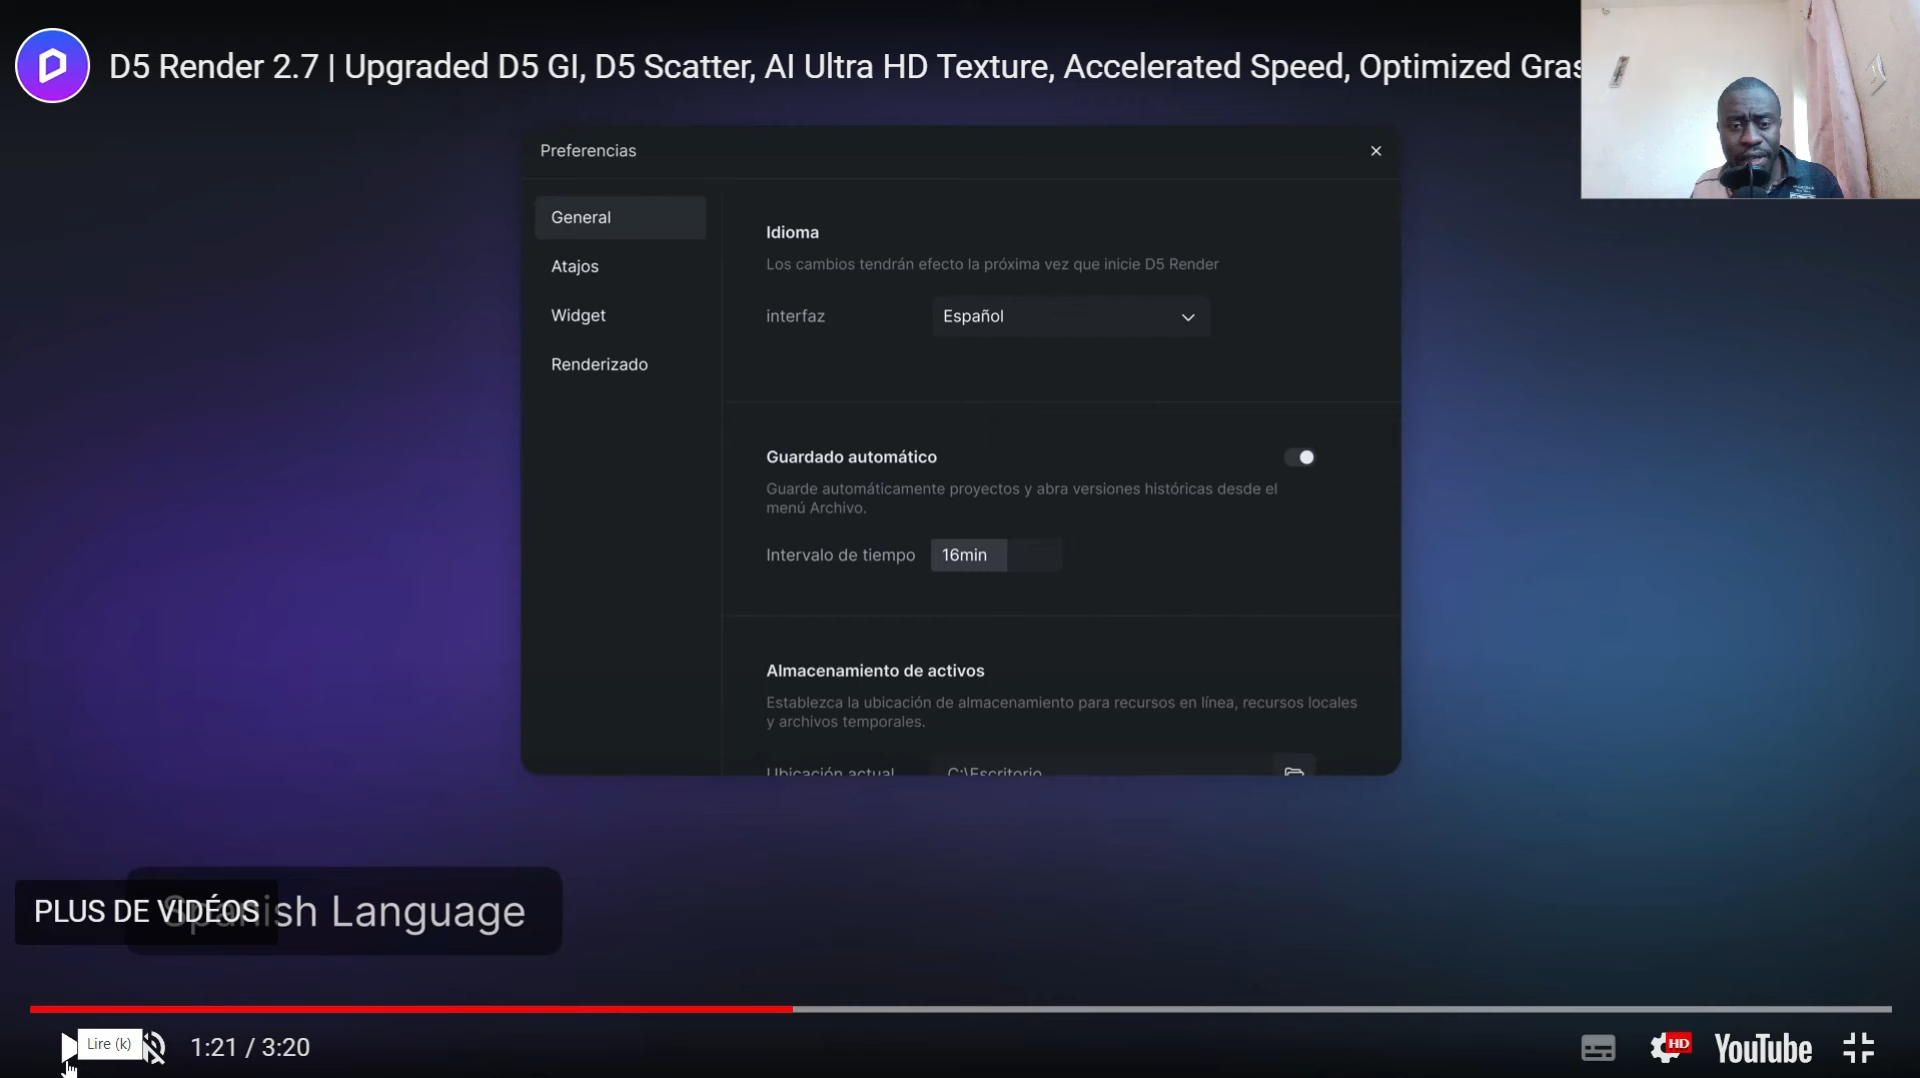 D5 Render 2.7 | Upgraded D5 GI, D5 Scatter, AI Ultra HD Texture, Accelerated Speed, Optimized Gras
Preferencias
General
Atajos
Widget
Renderizado
Idioma
Los cambios tendrán efecto la próxima vez que inicie D5 Render
interfaz
Español
Guardado automático
Guarde automáticamente proyectos y abra versiones históricas desde el
menú Archivo.
Intervalo de tiempo
16min
Almacenamiento de activos
Establezca la ubicación de almacenamiento para recursos en línea, recursos locales
y archivos temporales.
Ubicación actual
C:\Escritorio
PLUS DE VIDÉOS
Spanish Language
Lire (k)
1:21 / 3:20
HD
YouTube